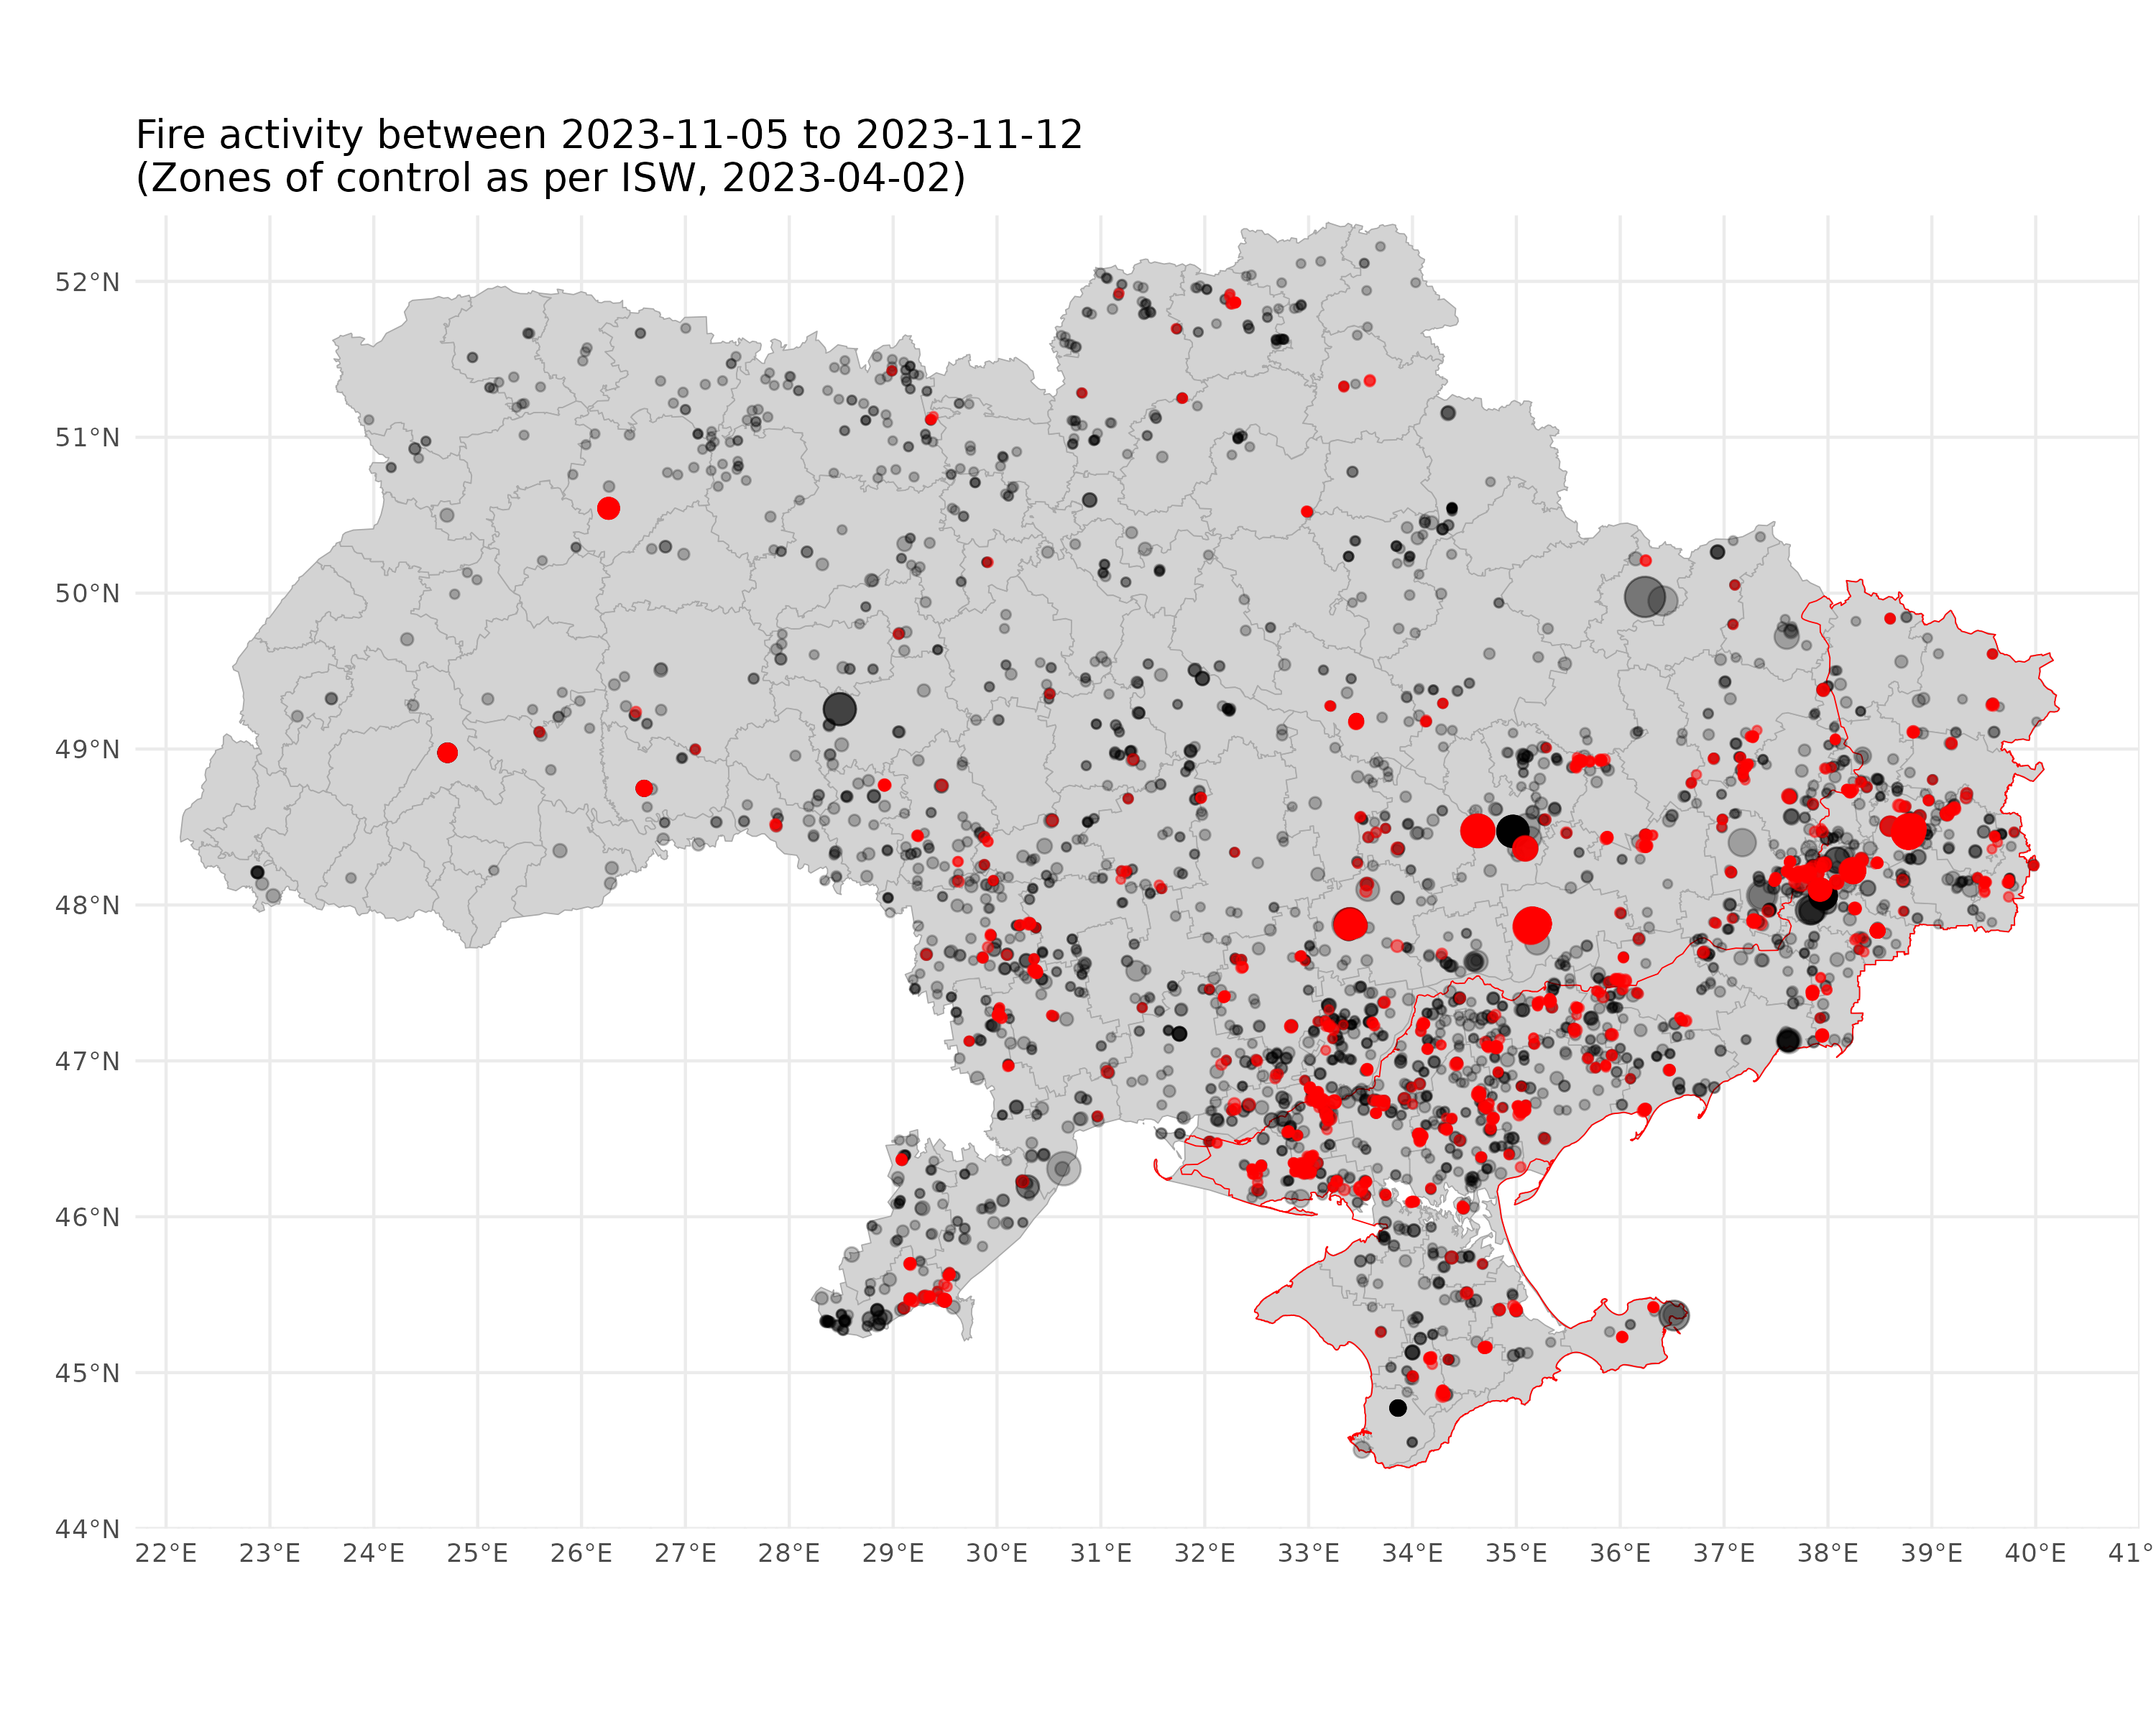 Fire activity between 2023-11-05 to 2023-11-12
(Zones of control as per ISW, 2023-04-02)
52°N
51°N
50°N
49°N
48°N
47°N
46°N
45°N
44°N
22°E 23°E 24°E 25°E 26°E 27°E 28°E 29°E 30°E 31°E 32°E 33°E 34°E 35°E 36°E 37°E 38°E 39°E 40°E 41°